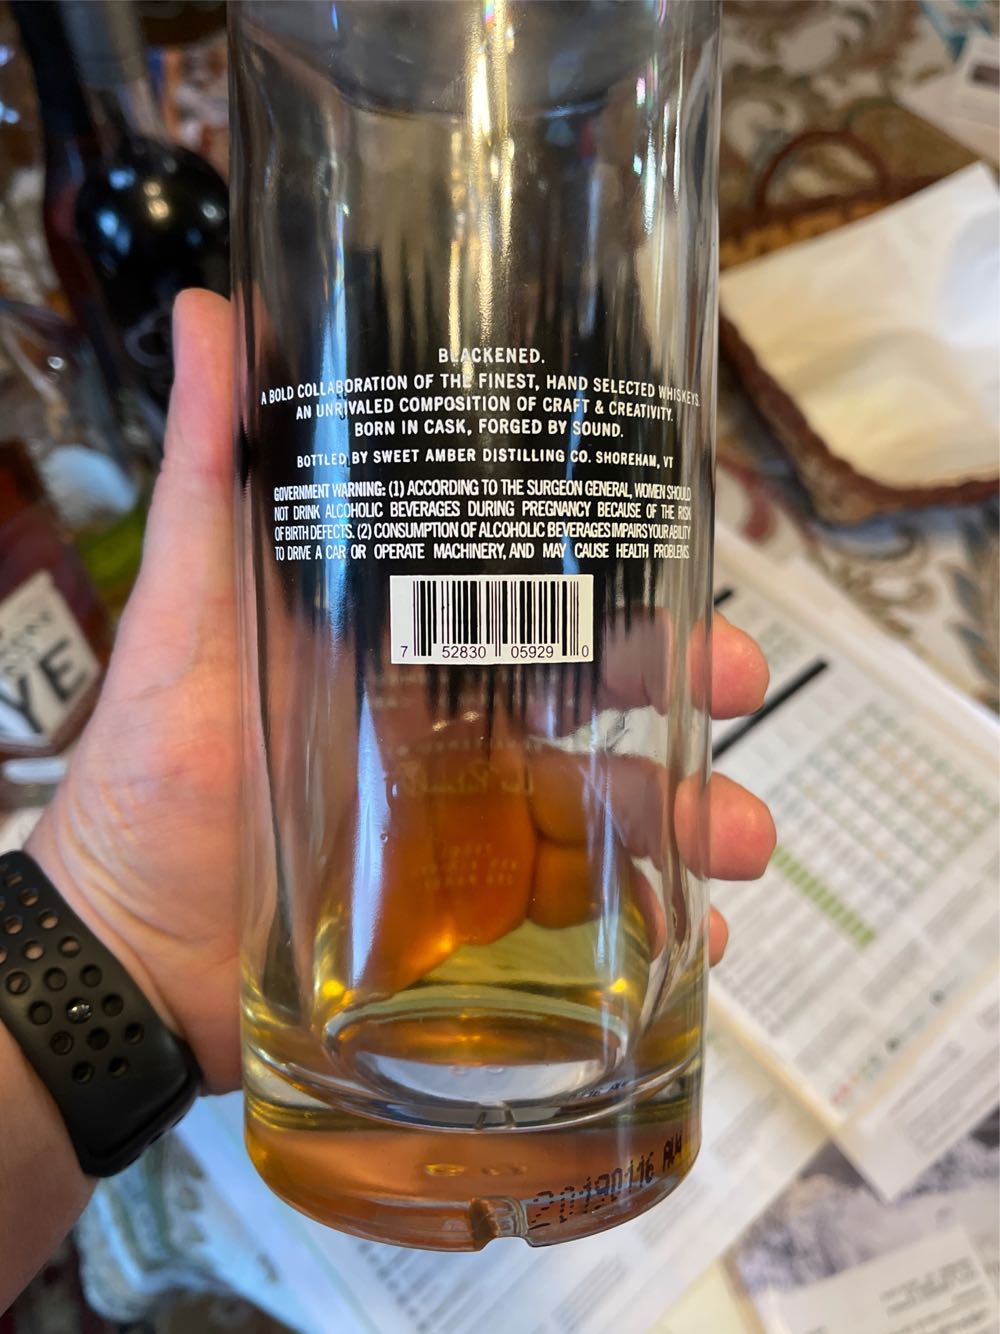 BLACKENED.
A BOLD COLLABORATION OF THE FINEST, HAND SELECTED WHISKEYS.
AN UNRIVALED COMPOSITION OF CRAFT & CREATIVITY.
BORN IN CASK, FORGED BY SOUND.
BOTTLED BY SWEET AMBER DISTILLING CO. SHOREHAM, VT
GOVERNMENT WARNING: (1) ACCORDING TO THE SURGEON GENERAL, WOMEN SHOULD
NOT DRINK ALCOHOLIC BEVERAGES DURING PREGNANCY BECAUSE OF THE RISK
OF BIRTH DEFECTS. (2) CONSUMPTION OF ALCOHOLIC BEVERAGES IMPAIRS YOUR ABILITY
TO DRIVE A CAR OR OPERATE MACHINERY, AND MAY CAUSE HEALTH PROBLEMS.
7 52830 05929 0
YE